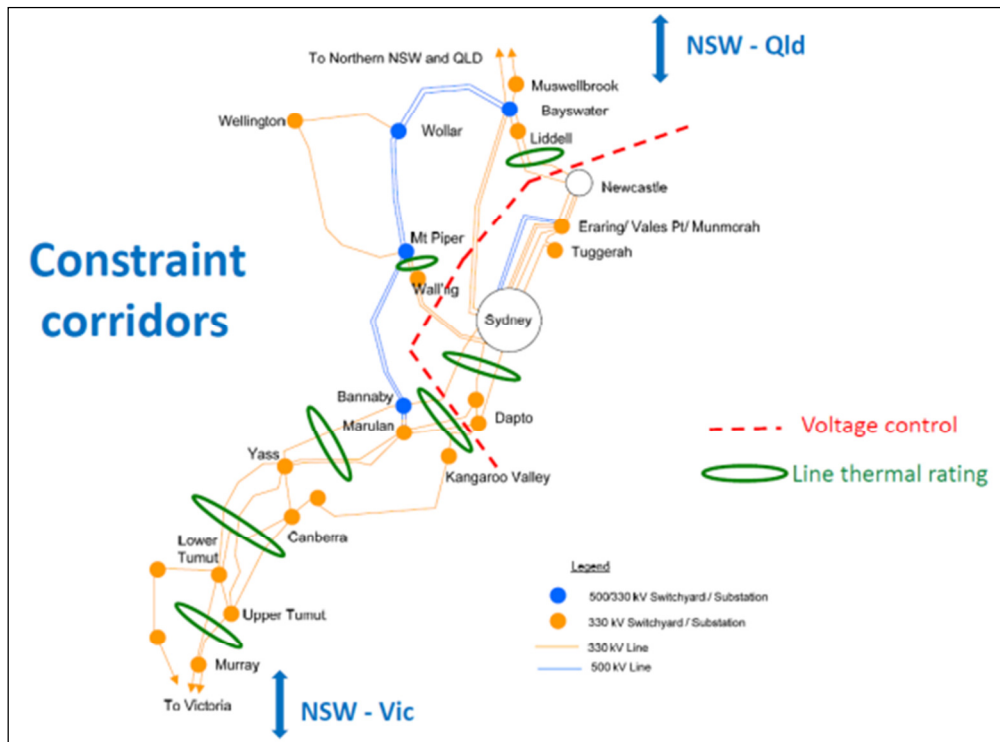 NSW - Qld
To Northern NSW and QLD
Muswellbrook
Bayswater
Wellington
Wollar
Liddell
Newcastle
Eraring/ Vales Pt/ Munmorah
Mt Piper
Tuggerah
Constraint
corridors
Wall'ng
Sydney
Bannaby
Marulan
Dapto
Voltage control
Yass
Kangaroo Valley
Line thermal rating
Canberra
Lower
Tumut
Legend
500/330 kV Switchyard / Substation
Upper Tumut
330 kV Switchyard / Substation
330 kV Line
Murray
500 kV Line
To Victoria
NSW - Vic